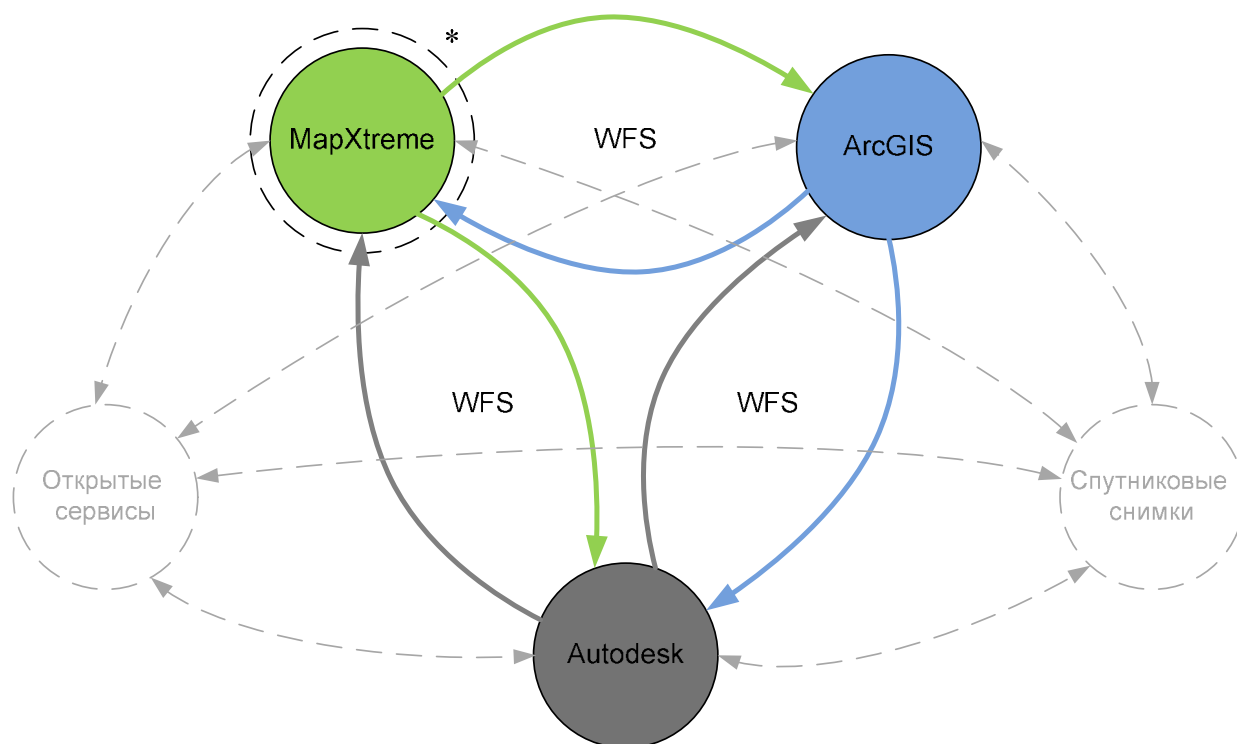 *
MapXtreme
WFS
ArcGIS
WFS
WFS
Открытые
сервисы
Спутниковые
снимки
Autodesk